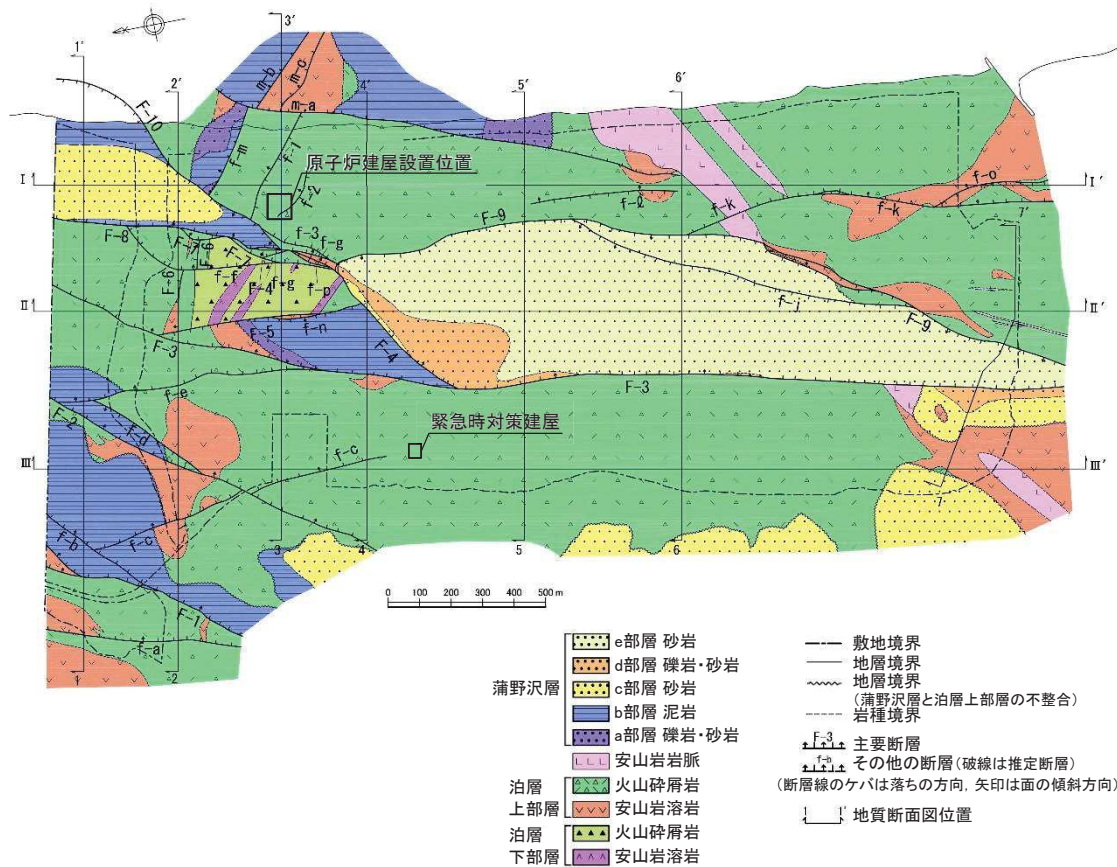 3'
1'
2'
4'
5'
6'
m-b
m-c
m-a
F-10
f-m
f-1
原子炉建屋設置位置
f-2
I
I'
f-o
f-ℓ
f-k
f-k
7'
F-9
F-8
F-7
f-3
f-g
F-6
f-f
F-4
f-g
f-p
II
II'
f-j
F-9
F-5
f-n
F-3
F-4
F-3
f-e
F-2
f-d
緊急時対策建屋
f-c
III
III'
7
f-b
f-c
3
4
5
6
F-1
f-a
1
2
0 100 200 300 400 500 m
蒲野沢層
e部層 砂岩
d部層 礫岩・砂岩
c部層 砂岩
b部層 泥岩
a部層 礫岩・砂岩
安山岩岩脈
泊層
上部層
火山砕屑岩
安山岩溶岩
泊層
下部層
火山砕屑岩
安山岩溶岩
敷地境界
地層境界
地層境界
(蒲野沢層と泊層上部層の不整合)
岩種境界
F-3 主要断層
f-b その他の断層(破線は推定断層)
(断層線のケバは落ちの方向, 矢印は面の傾斜方向)
1 1' 地質断面図位置